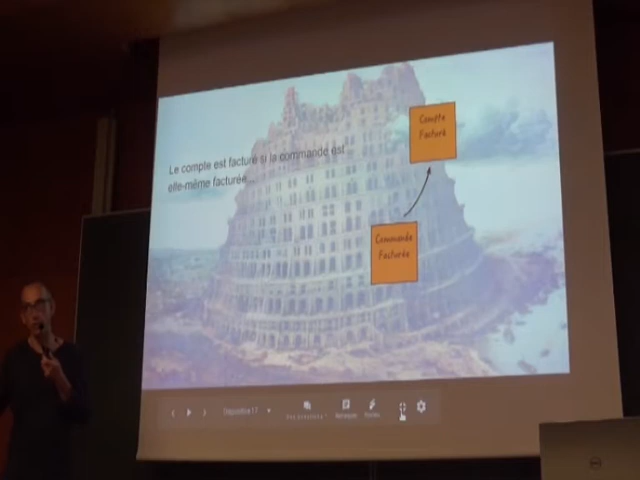 Le compte est facturé si la commande est
elle-même facturée...
Compte
Facturé
Commande
Facturée
Diapositive 17